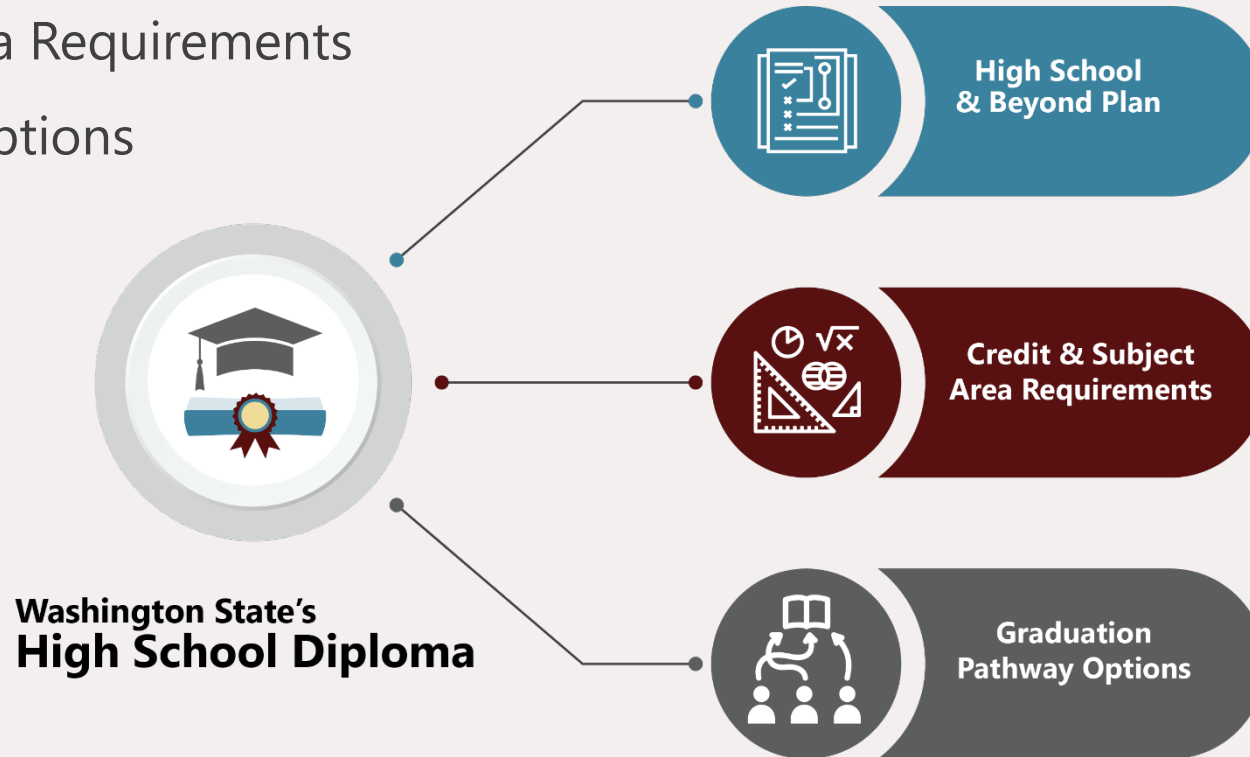 a Requirements
ptions
High School
& Beyond Plan
√x
Credit & Subject
Area Requirements
Washington State's
High School Diploma
Graduation
Pathway Options